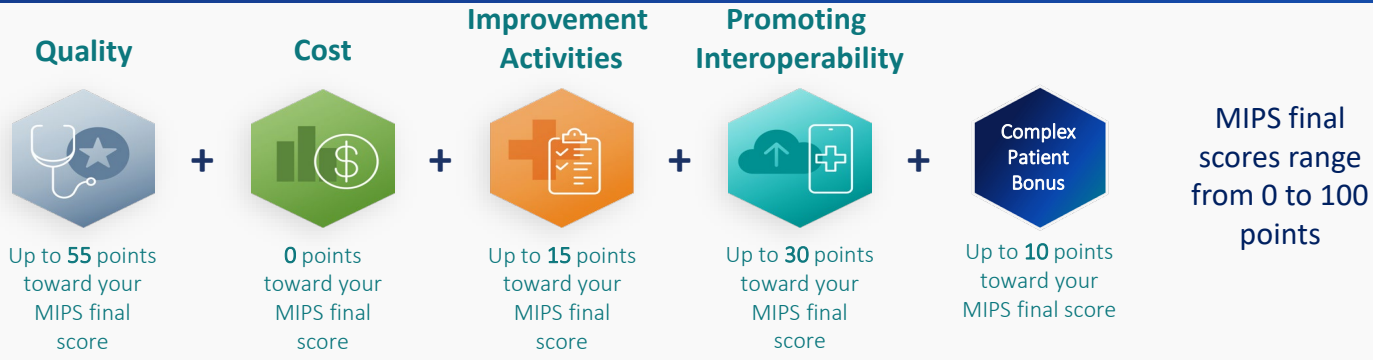 Quality
Up to 55 points
toward your
MIPS final
score
+
Cost
$
0 points
toward your
MIPS final
score
+
Improvement
Activities
Up to 15 points
toward your
MIPS final
score
+
Promoting
Interoperability
Up to 30 points
toward your
MIPS final
score
+
Complex
Patient
Bonus
Up to 10 points
toward your
MIPS final score
MIPS final
scores range
from 0 to 100
points